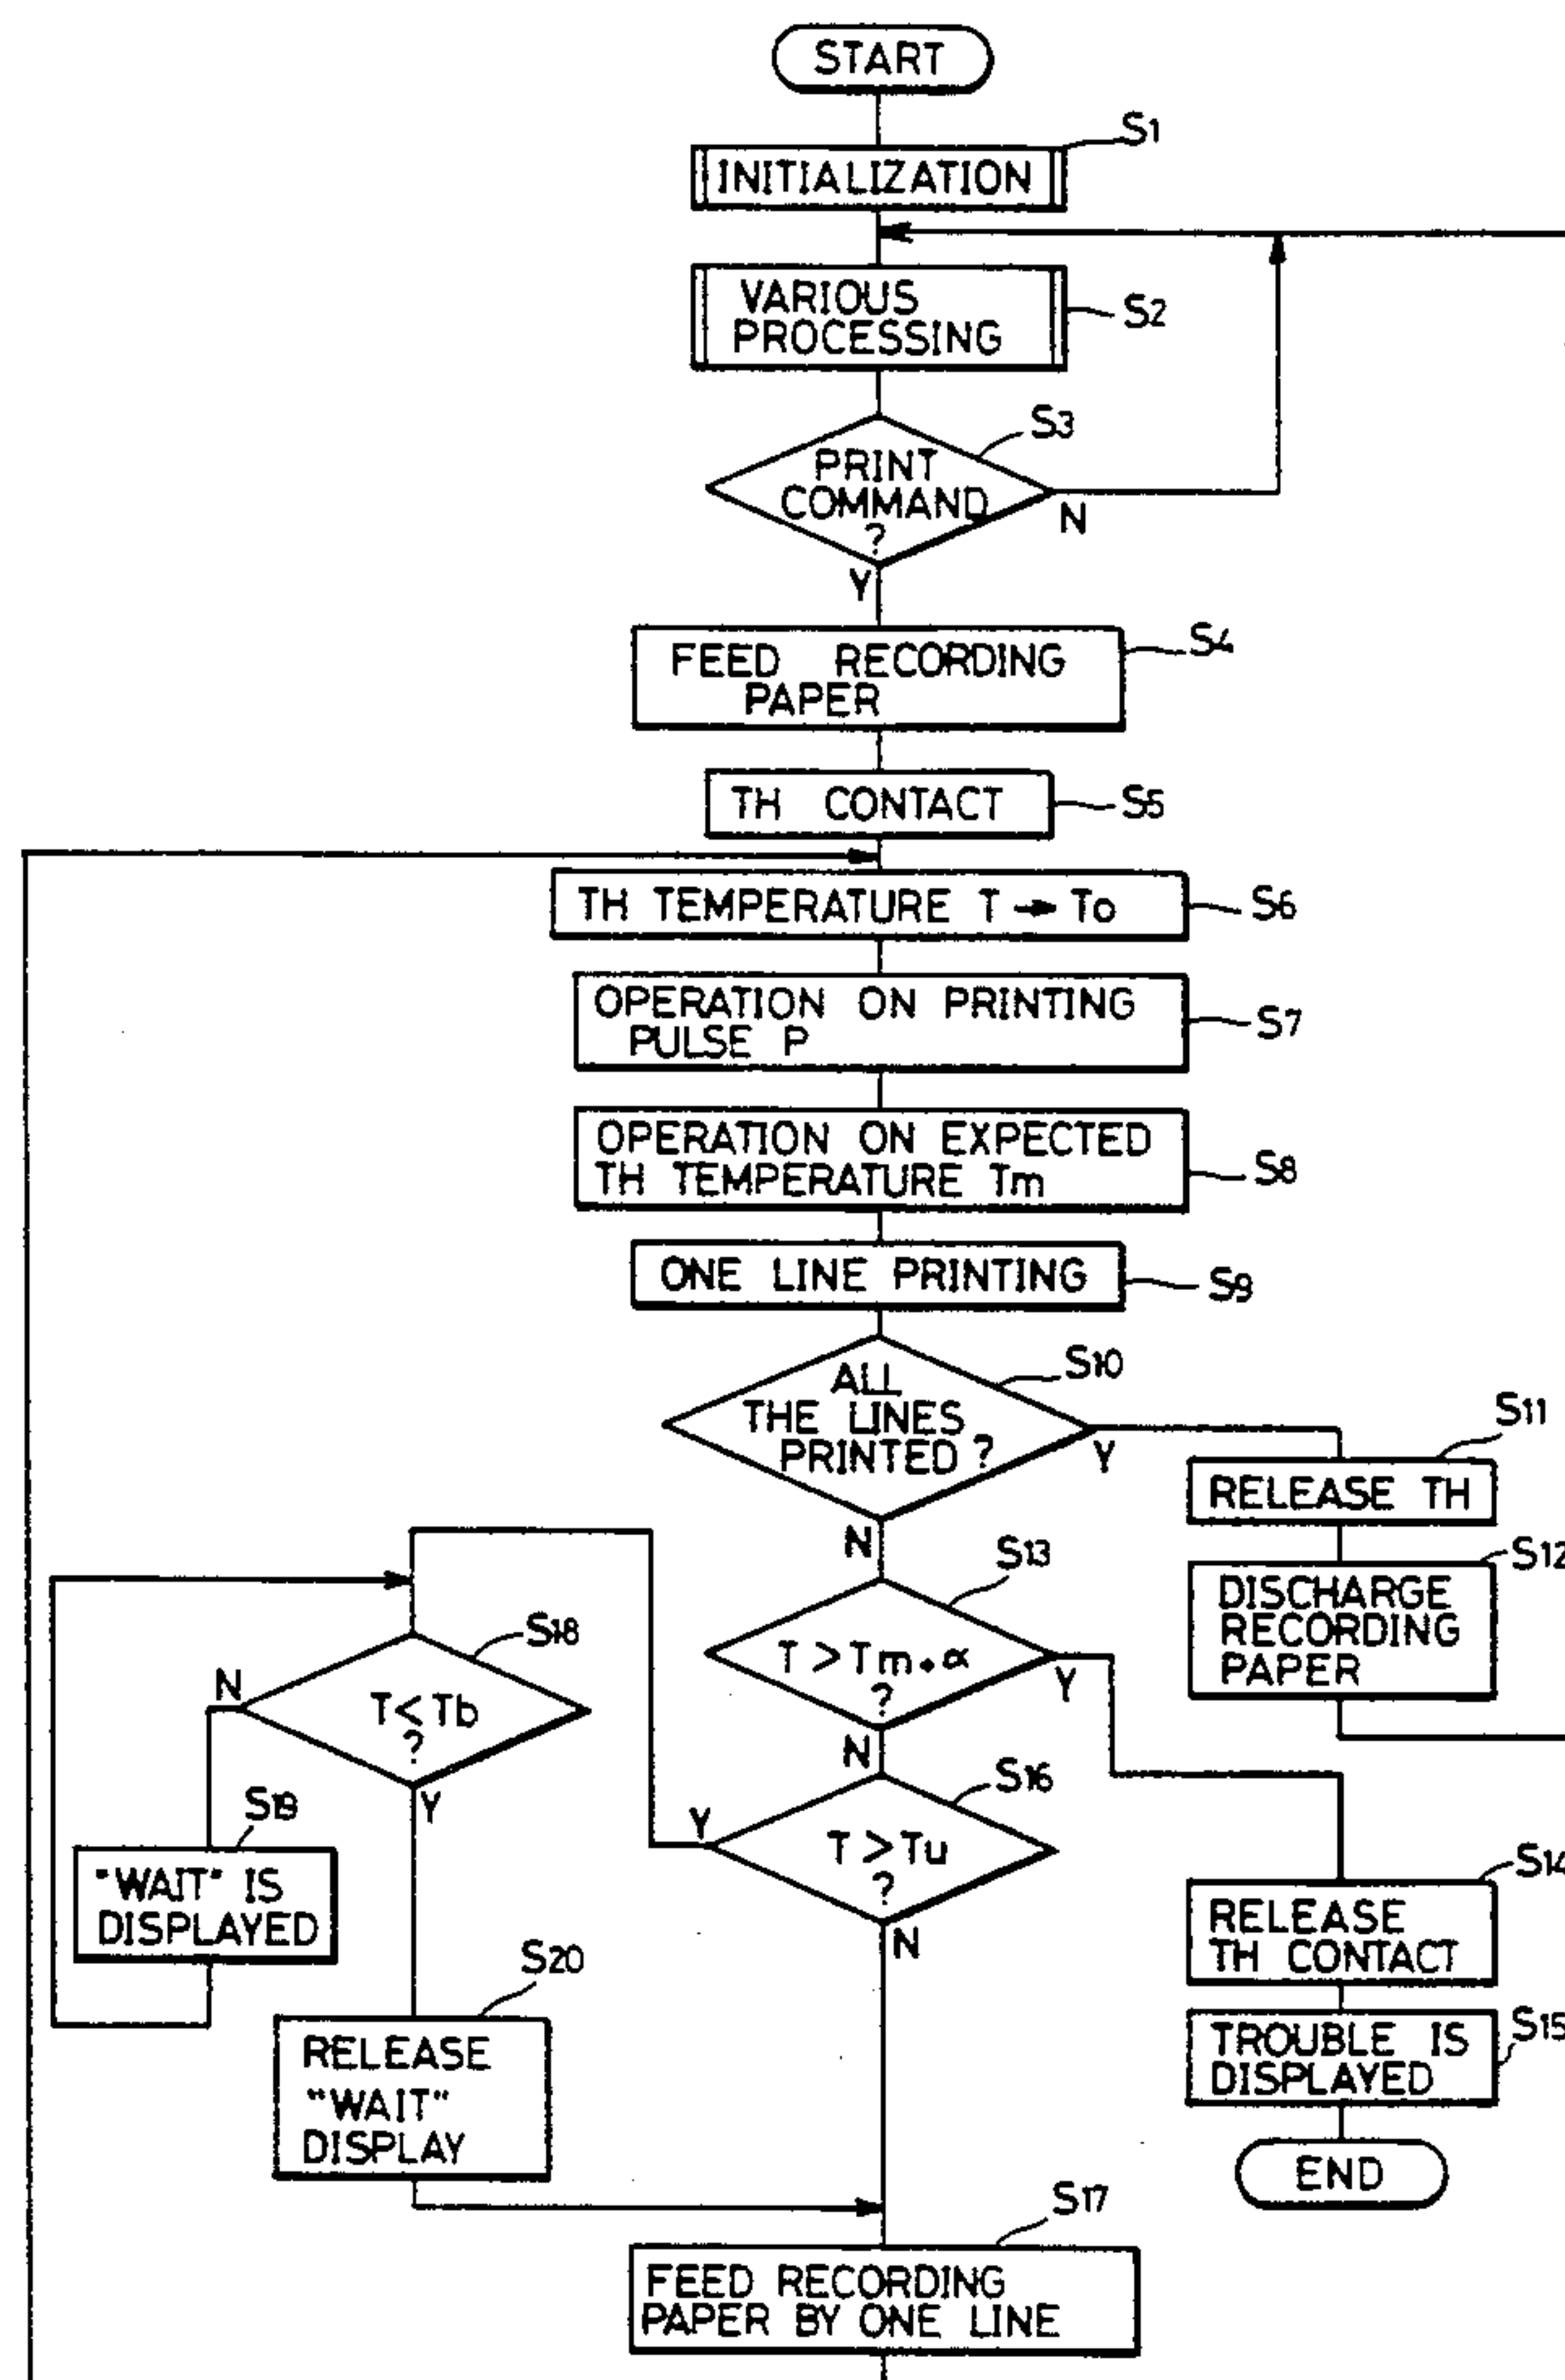 START
S1
INITIALIZATION
VARIOUS
PROCESSING
S2
S3
PRINT
COMMAND
?
N
Y
S4
FEED RECORDING
PAPER
TH CONTACT
S5
TH TEMPERATURE T → To
S6
OPERATION ON PRINTING
PULSE P
S7
OPERATION ON EXPECTED
TH TEMPERATURE Tm
S8
ONE LINE PRINTING
S9
S10
ALL
THE LINES
PRINTED ?
Y
N
S11
RELEASE TH
S12
DISCHARGE
RECORDING
PAPER
S13
T > Tm・α
?
Y
N
S18
T < Tb
?
N
Y
S16
T > Tu
?
Y
N
S19
"WAIT" IS
DISPLAYED
S14
RELEASE
TH CONTACT
S20
RELEASE
"WAIT"
DISPLAY
S15
TROUBLE IS
DISPLAYED
END
S17
FEED RECORDING
PAPER BY ONE LINE